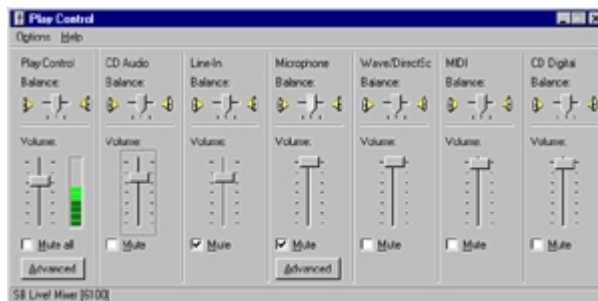 Play Control
Options Help
Play Control CD Audio Line-In Microphone Wave/DirectSc MIDI CD Digital
Balance: Balance: Balance: Balance: Balance: Balance: Balance:
Volume: Volume: Volume: Volume: Volume: Volume: Volume:
Mute all Mute Mute Mute Mute Mute Mute
Advanced Advanced
SB Live! Mixer [6100]